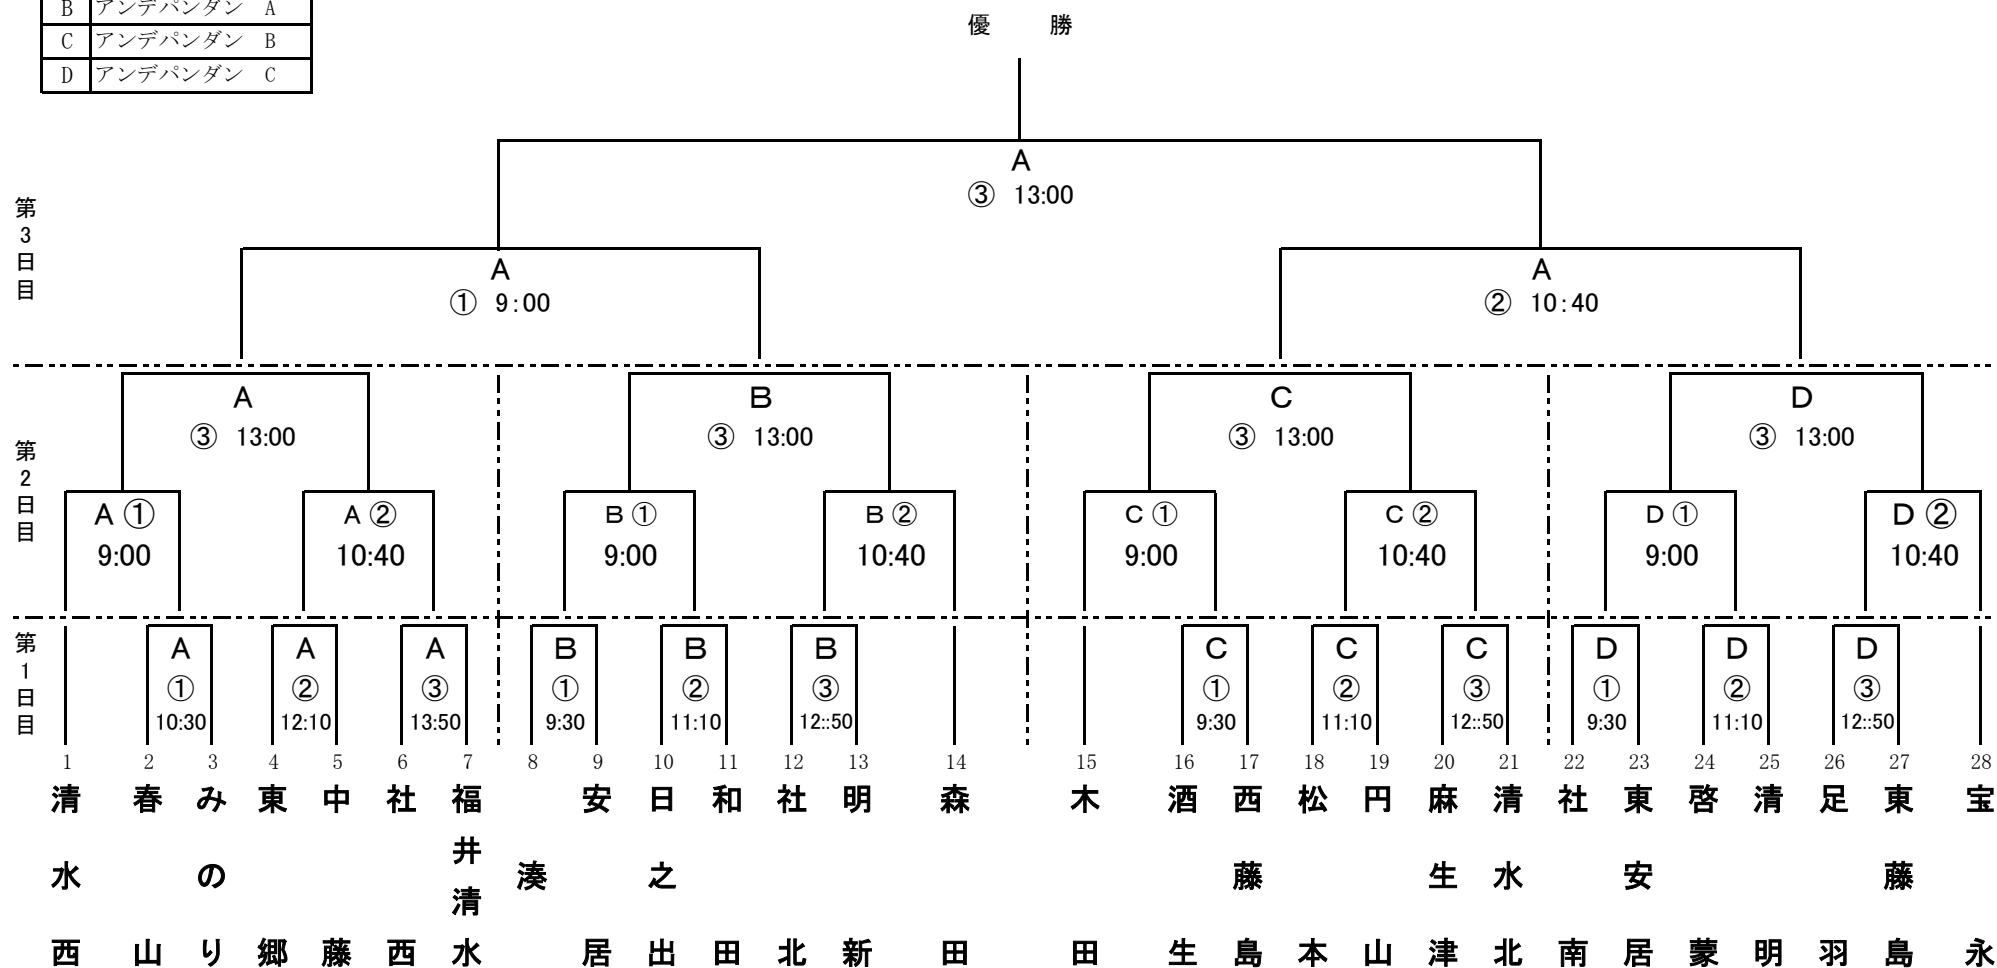 B アンデパンダン A
C アンデパンダン B
D アンデパンダン C
優 勝
第3日目
A
③ 13:00
A
① 9:00
A
② 10:40
第2日目
A
③ 13:00
B
③ 13:00
C
③ 13:00
D
③ 13:00
A ①
9:00
A ②
10:40
B ①
9:00
B ②
10:40
C ①
9:00
C ②
10:40
D ①
9:00
D ②
10:40
第1日目
A
①
10:30
A
②
12:10
A
③
13:50
B
①
9:30
B
②
11:10
B
③
12::50
C
①
9:30
C
②
11:10
C
③
12::50
D
①
9:30
D
②
11:10
D
③
12::50
1 2 3 4 5 6 7 8 9 10 11 12 13 14 15 16 17 18 19 20 21 22 23 24 25 26 27 28
清水西
春山
みのり
東郷
中藤
社西
福井清水
湊
安居
日之出
和田
社北
明新
森田
木田
酒生
西藤島
松本
円山
麻生津
清水北
社南
東安居
啓蒙
清明
足羽
東藤島
宝永